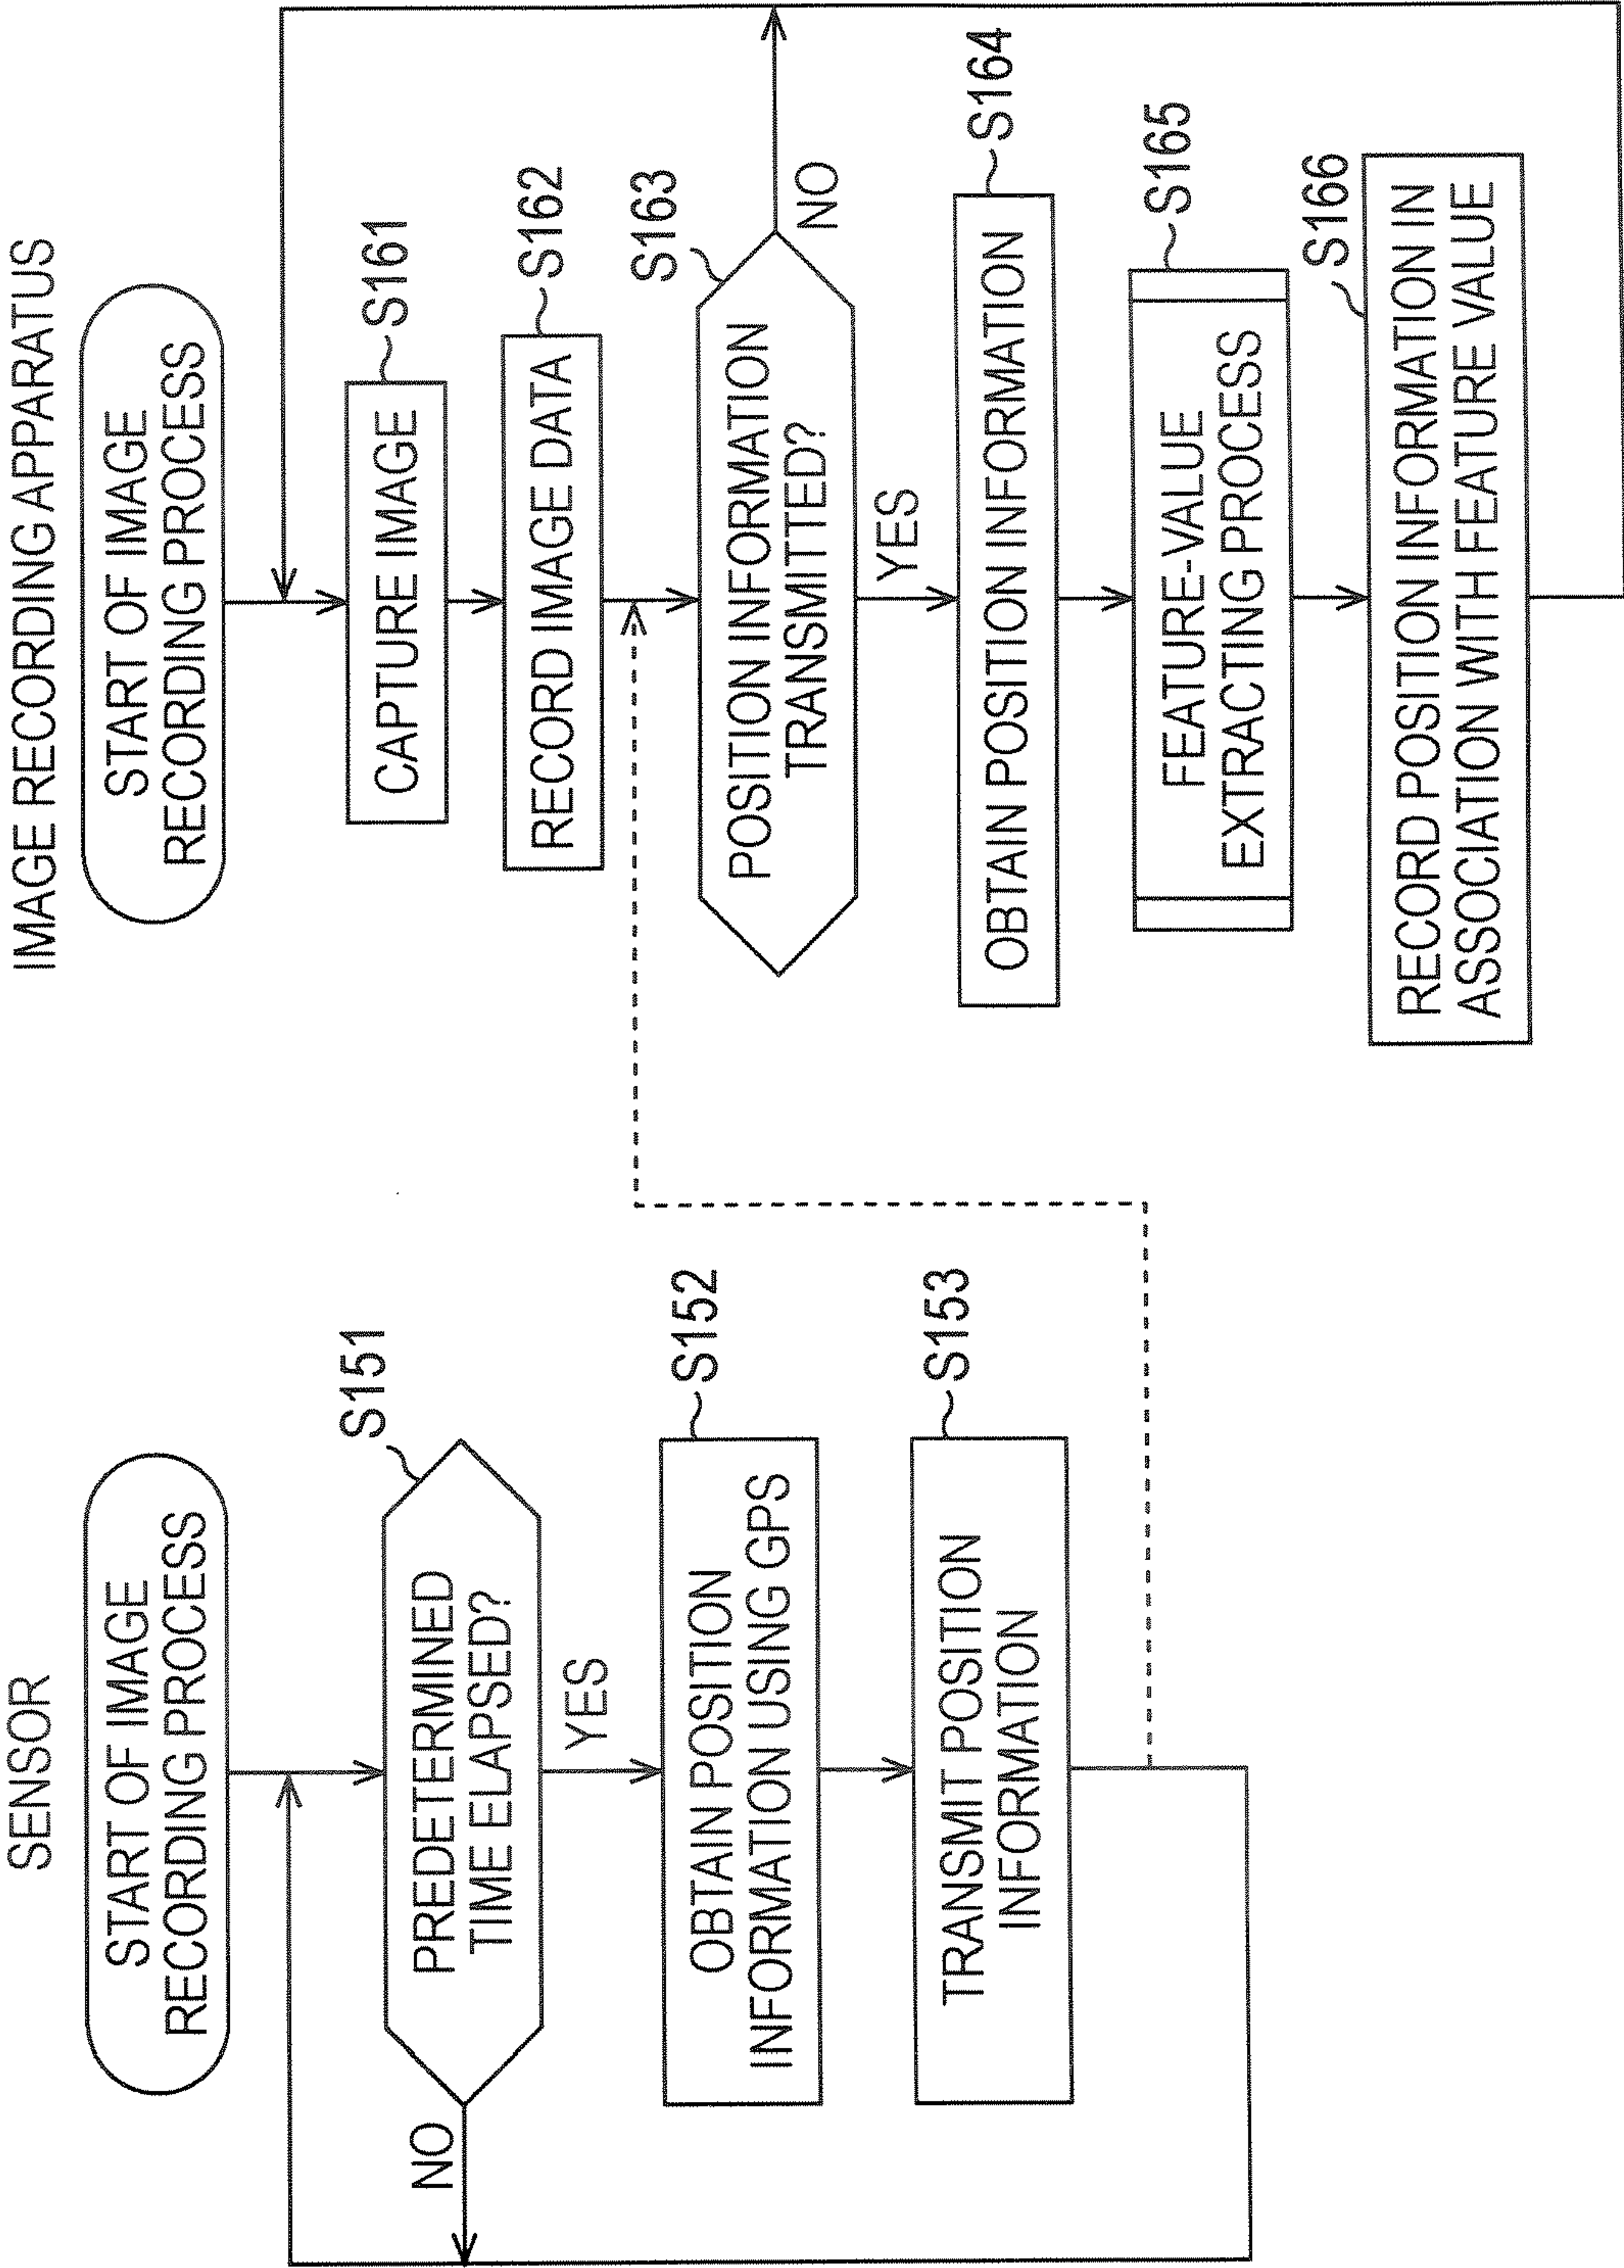 SENSOR
START OF IMAGE
RECORDING PROCESS
S151
PREDETERMINED
TIME ELAPSED?
NO
YES
S152
OBTAIN POSITION
INFORMATION USING GPS
S153
TRANSMIT POSITION
INFORMATION
IMAGE RECORDING APPARATUS
START OF IMAGE
RECORDING PROCESS
S161
CAPTURE IMAGE
S162
RECORD IMAGE DATA
S163
POSITION INFORMATION
TRANSMITTED?
NO
YES
S164
OBTAIN POSITION INFORMATION
S165
FEATURE-VALUE
EXTRACTING PROCESS
S166
RECORD POSITION INFORMATION IN
ASSOCIATION WITH FEATURE VALUE